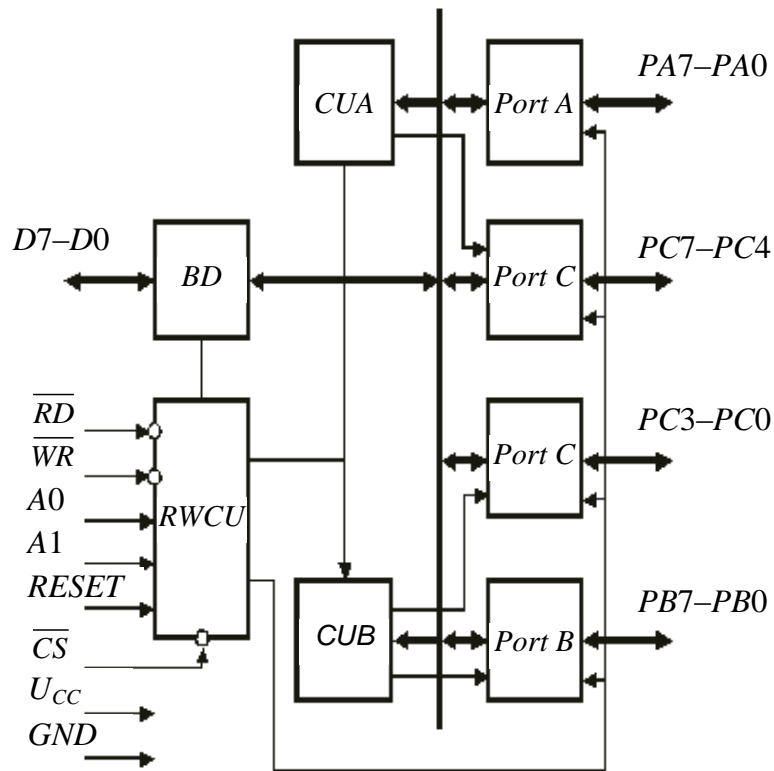 CUA
Port A
PA7–PA0
D7–D0
BD
Port C
PC7–PC4
RD
WR
A0
A1
RESET
CS
U_CC
GND
RWCU
Port C
PC3–PC0
CUB
Port B
PB7–PB0